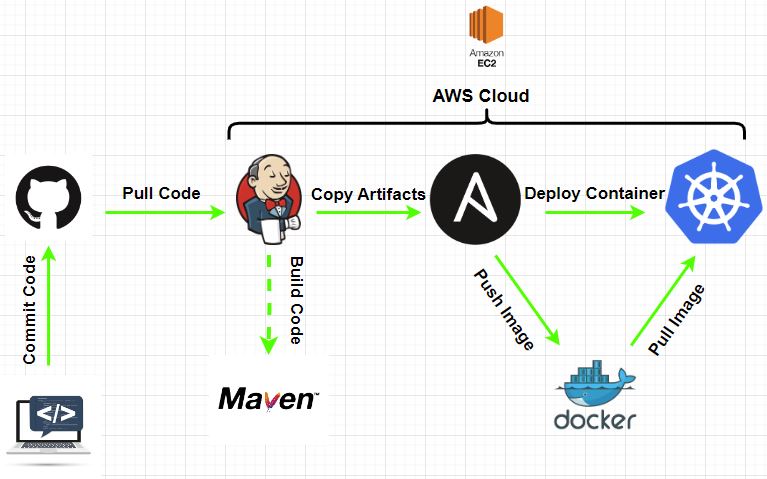 Amazon
EC2
AWS Cloud
Pull Code
Copy Artifacts
Deploy Container
Commit Code
Build Code
Push Image
Pull Image
</>
Maven™
docker